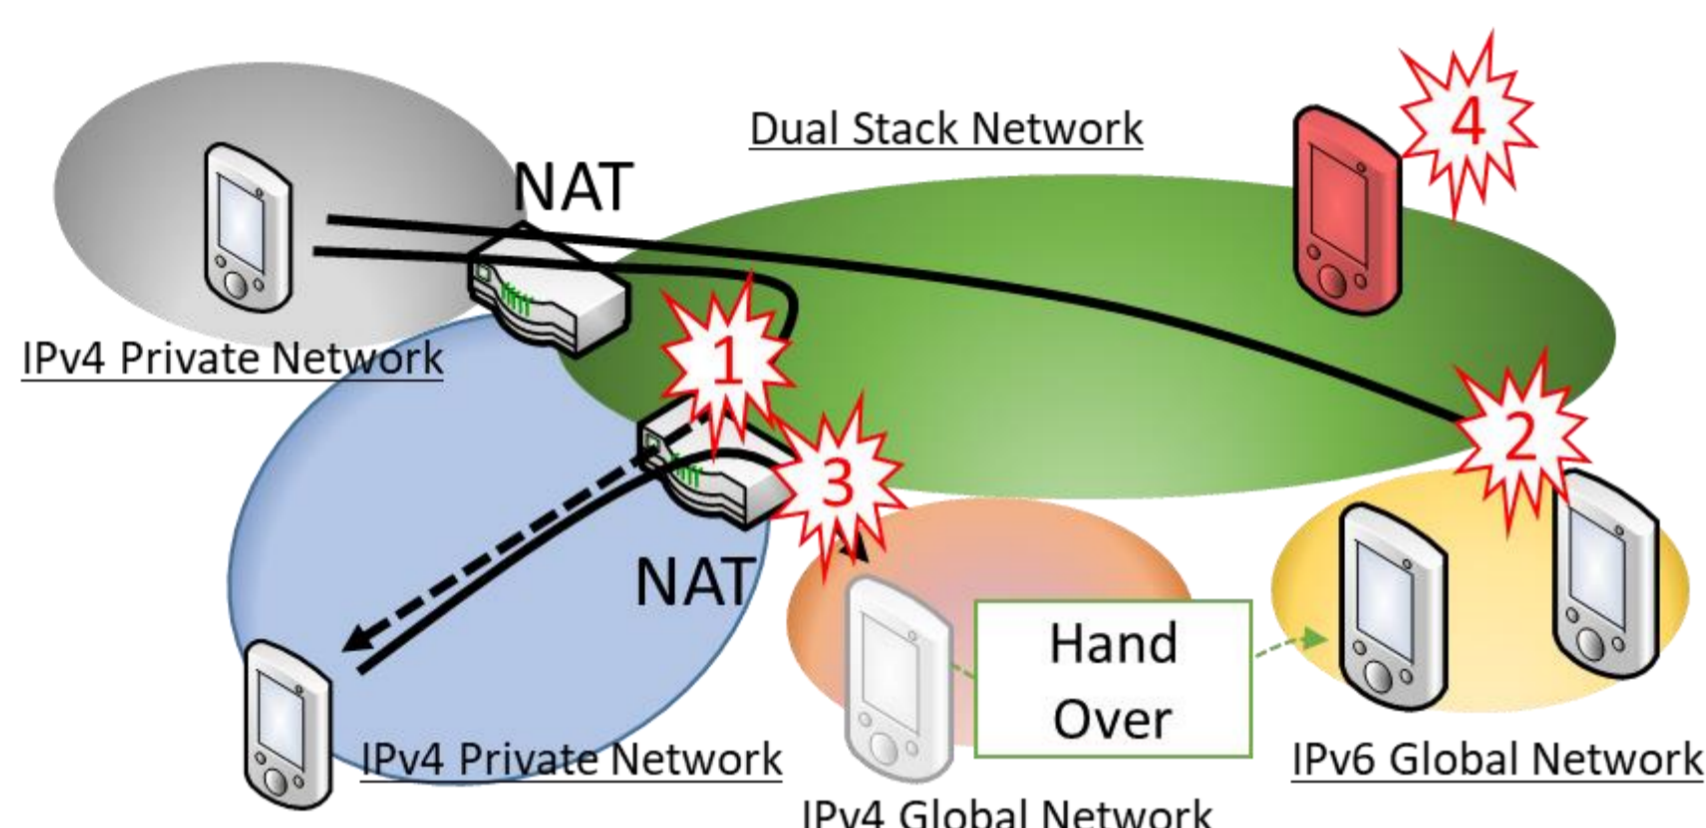 Dual Stack Network
4
NAT
IPv4 Private Network
1
2
3
NAT
Hand
Over
IPv4 Private Network
IPv6 Global Network
IPv4 Global Network